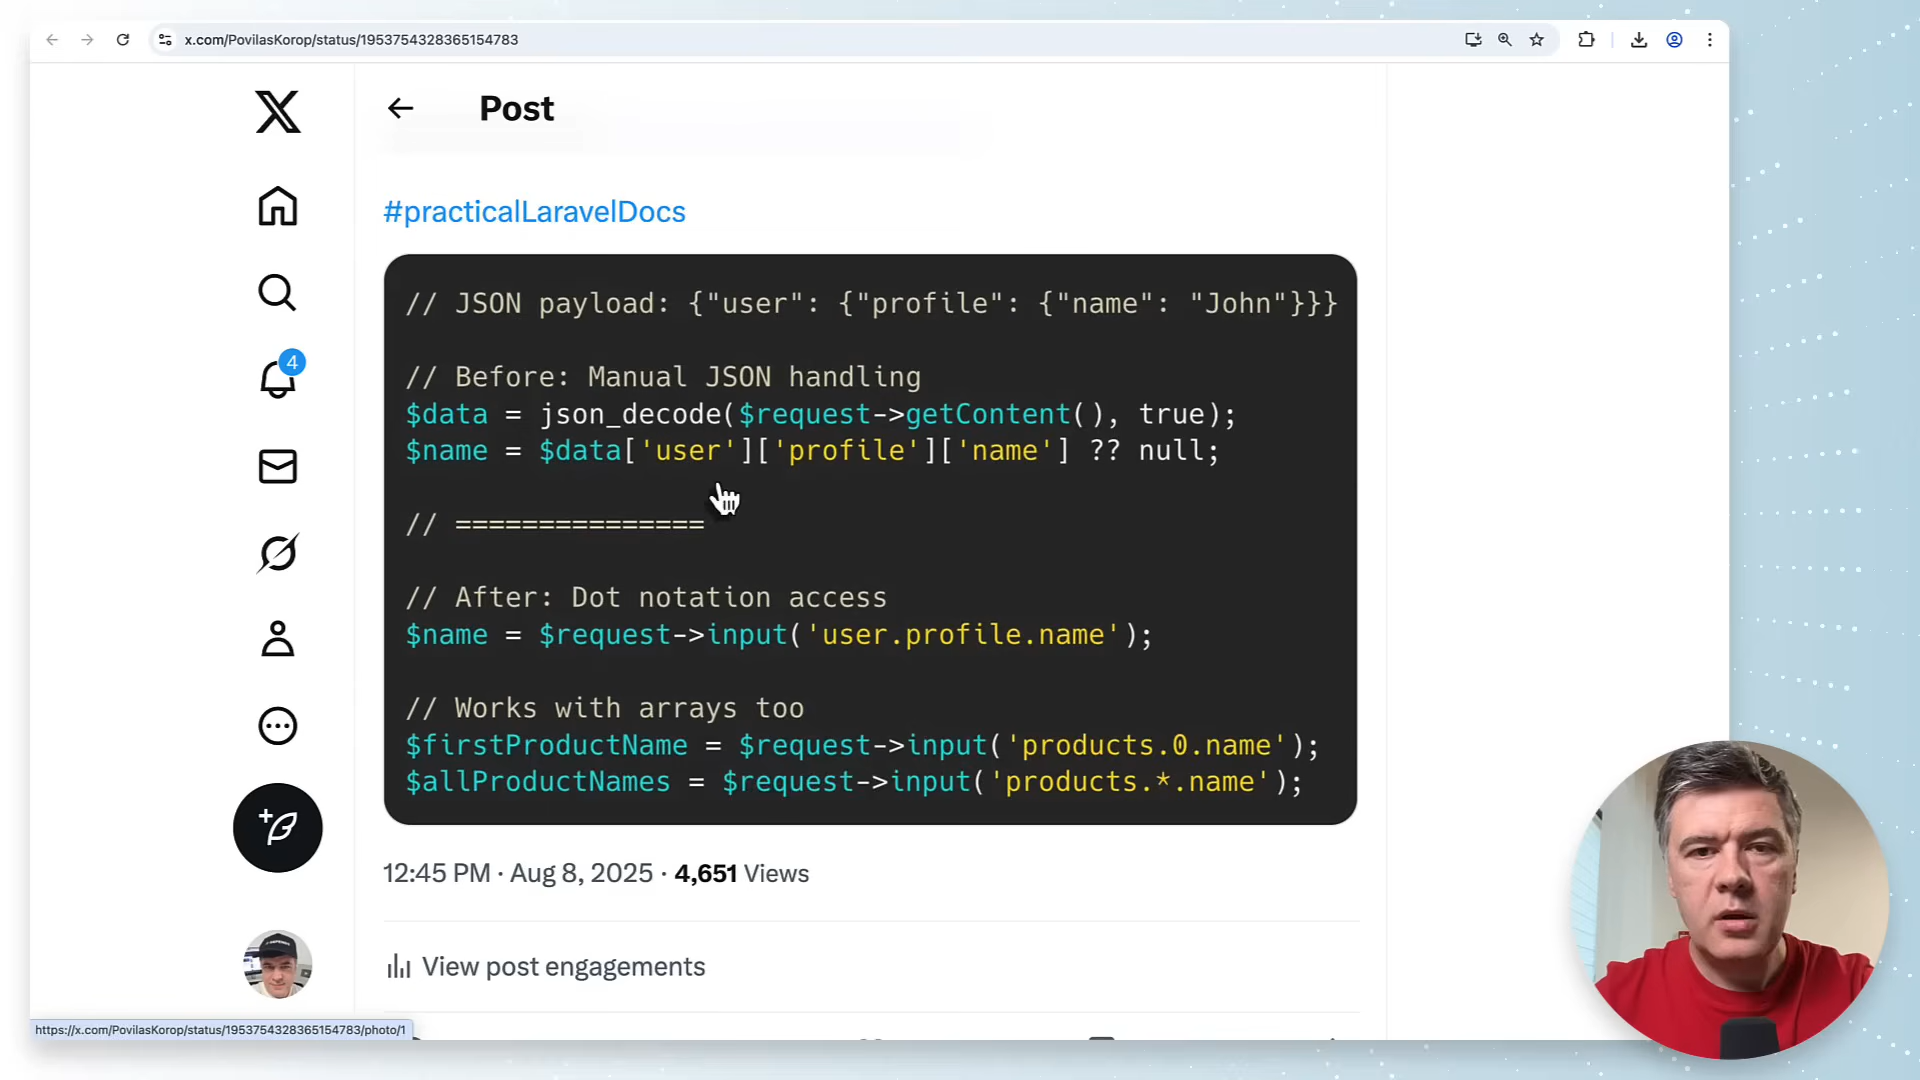 x.com/PovilasKorop/status/1953754328365154783
Post
4
#practicalLaravelDocs
// JSON payload: {"user": {"profile": {"name": "John"}}}
// Before: Manual JSON handling
$data = json_decode($request->getContent(), true);
$name = $data['user']['profile']['name'] ?? null;
// ===============
// After: Dot notation access
$name = $request->input('user.profile.name');
// Works with arrays too
$firstProductName = $request->input('products.0.name');
$allProductNames = $request->input('products.*.name');
12:45 PM · Aug 8, 2025 · 4,651 Views
View post engagements
https://x.com/PovilasKorop/status/1953754328365154783/photo/1